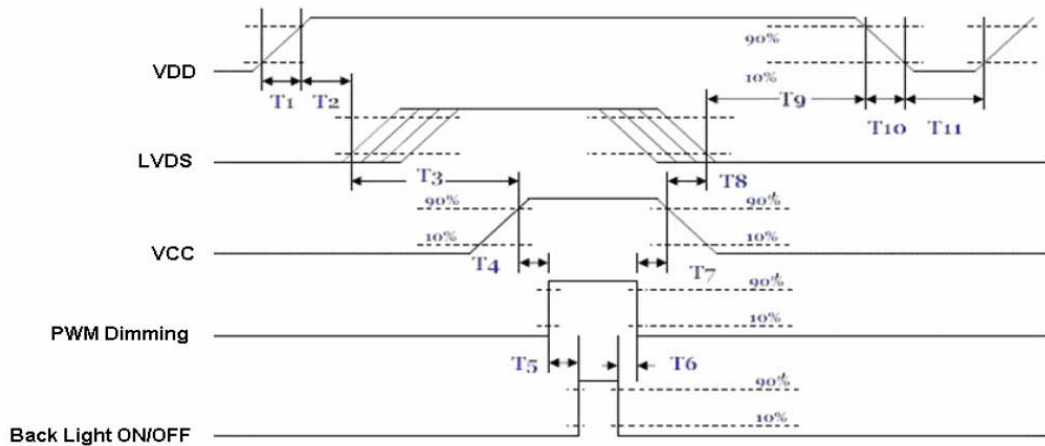 90%
VDD
10%
T1
T2
T9
T10
T11
LVDS
T3
T8
90%
90%
VCC
10%
10%
T4
T7
90%
PWM Dimming
10%
T5
T6
90%
Back Light ON/OFF
10%